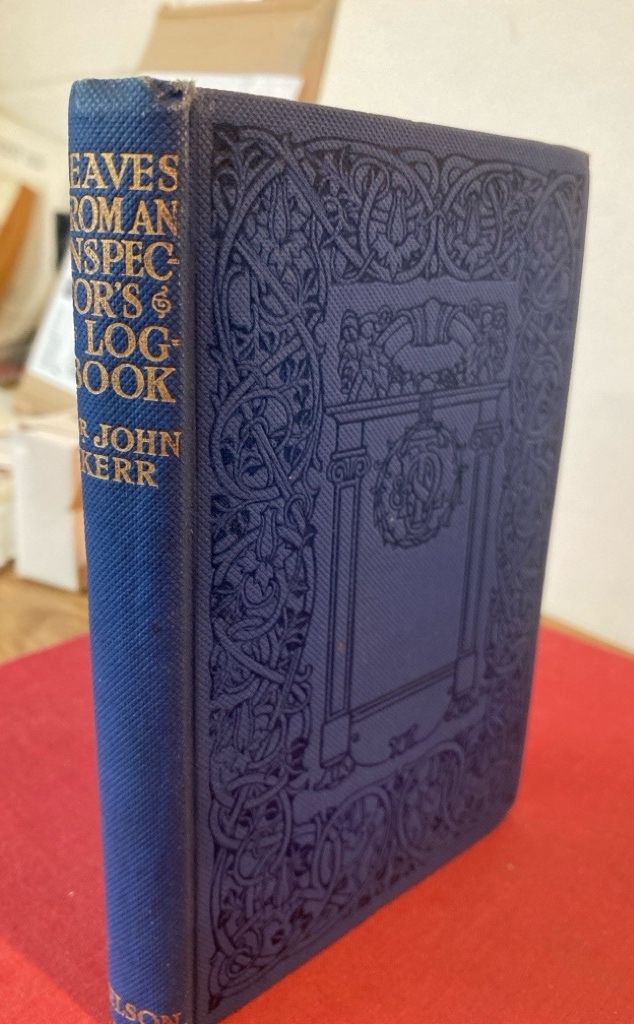 EAVES
ROM AN
NSPEC-
OR'S &
LOG-
BOOK
R JOHN
KERR
ELSON